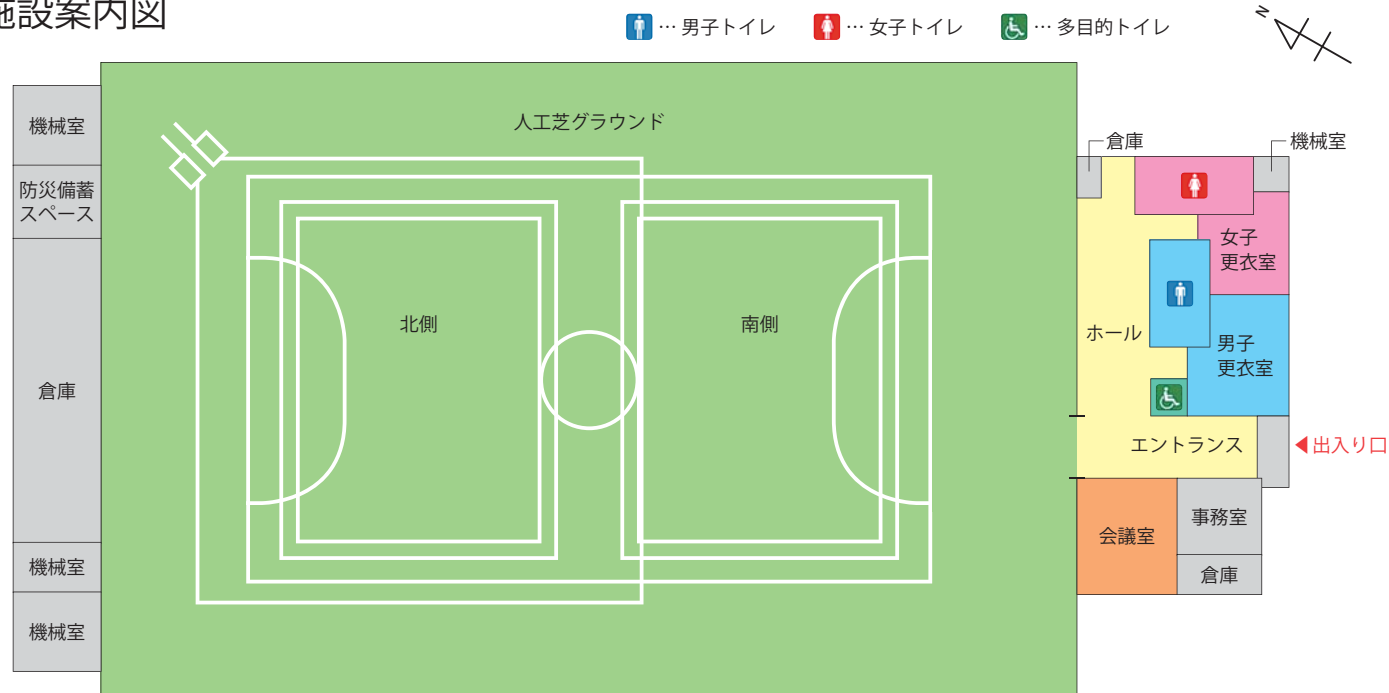 施設案内図
… 男子トイレ
… 女子トイレ
… 多目的トイレ
N
人工芝グラウンド
機械室
防災備蓄
スペース
倉庫
機械室
機械室
北側
南側
倉庫
機械室
女子
更衣室
ホール
男子
更衣室
エントランス
出入り口
会議室
事務室
倉庫